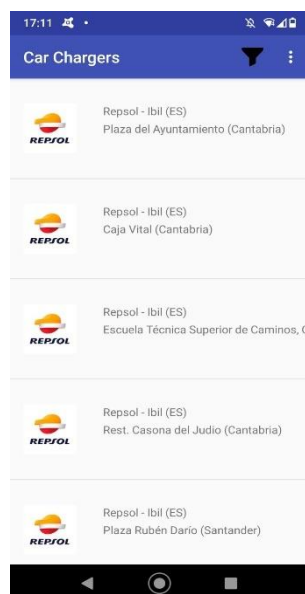 17:11
Car Chargers
REPSOL
Repsol - Ibil (ES)
Plaza del Ayuntamiento (Cantabria)
REPSOL
Repsol - Ibil (ES)
Caja Vital (Cantabria)
REPSOL
Repsol - Ibil (ES)
Escuela Técnica Superior de Caminos,
REPSOL
Repsol - Ibil (ES)
Rest. Casona del Judio (Cantabria)
REPSOL
Repsol - Ibil (ES)
Plaza Rubén Darío (Santander)